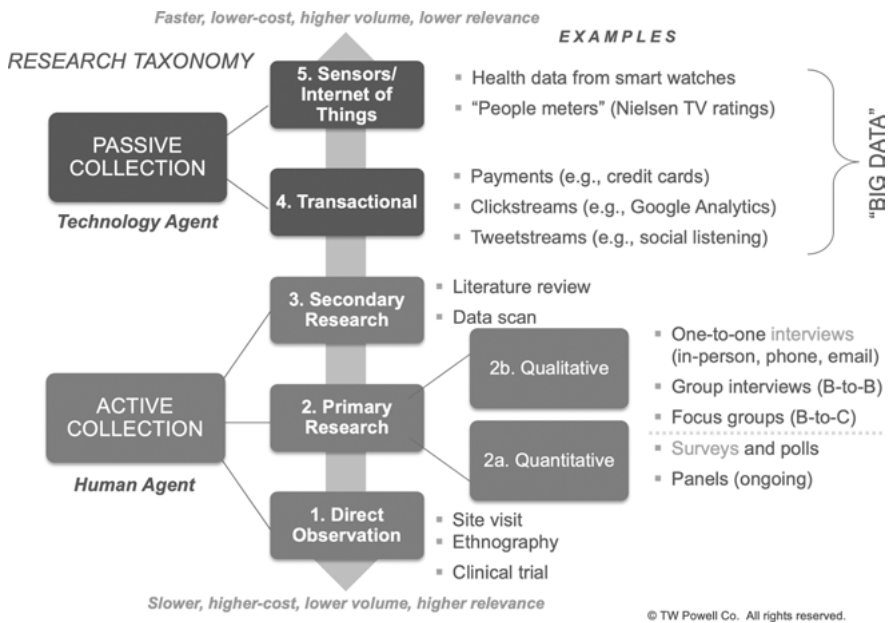 Faster, lower-cost, higher volume, lower relevance
EXAMPLES
RESEARCH TAXONOMY
5. Sensors/
Internet of
Things
▪ Health data from smart watches
▪ “People meters” (Nielsen TV ratings)
PASSIVE
COLLECTION
Technology Agent
4. Transactional
▪ Payments (e.g., credit cards)
▪ Clickstreams (e.g., Google Analytics)
▪ Tweetstreams (e.g., social listening)
“BIG DATA”
3. Secondary
Research
▪ Literature review
▪ Data scan
ACTIVE
COLLECTION
Human Agent
2. Primary
Research
2b. Qualitative
▪ One-to-one interviews
(in-person, phone, email)
▪ Group interviews (B-to-B)
▪ Focus groups (B-to-C)
2a. Quantitative
▪ Surveys and polls
▪ Panels (ongoing)
1. Direct
Observation
▪ Site visit
▪ Ethnography
▪ Clinical trial
Slower, higher-cost, lower volume, higher relevance
© TW Powell Co. All rights reserved.